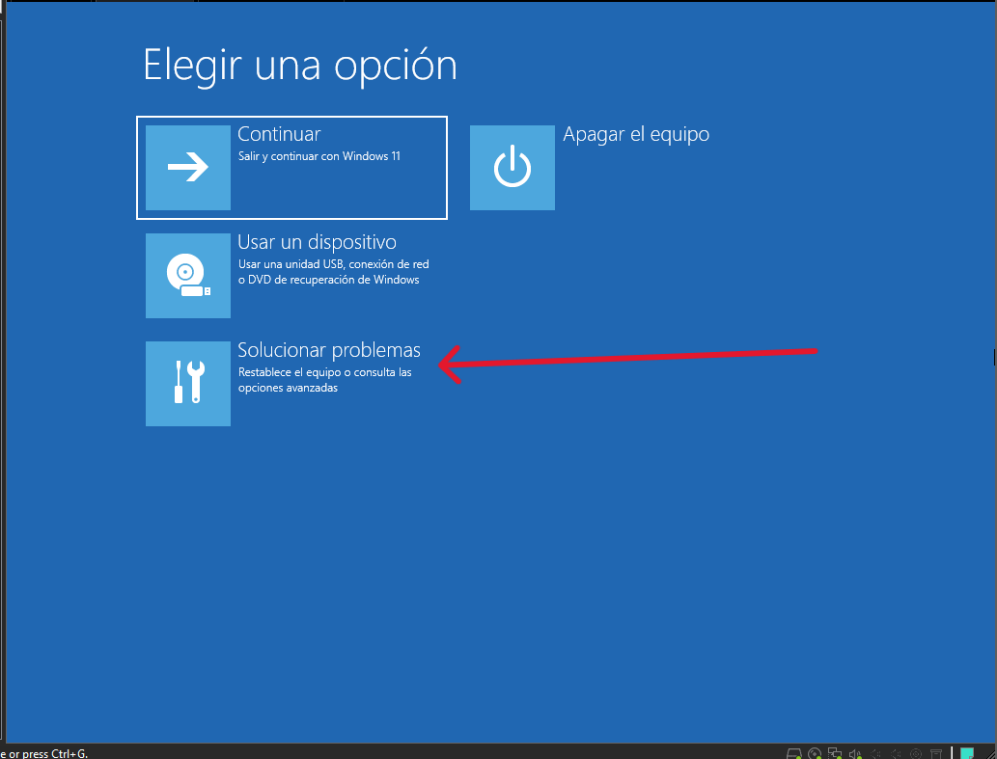 Elegir una opción
Continuar
Salir y continuar con Windows 11
Apagar el equipo
Usar un dispositivo
Usar una unidad USB, conexión de red
o DVD de recuperación de Windows
Solucionar problemas
Restablece el equipo o consulta las
opciones avanzadas
e or press Ctrl+G.